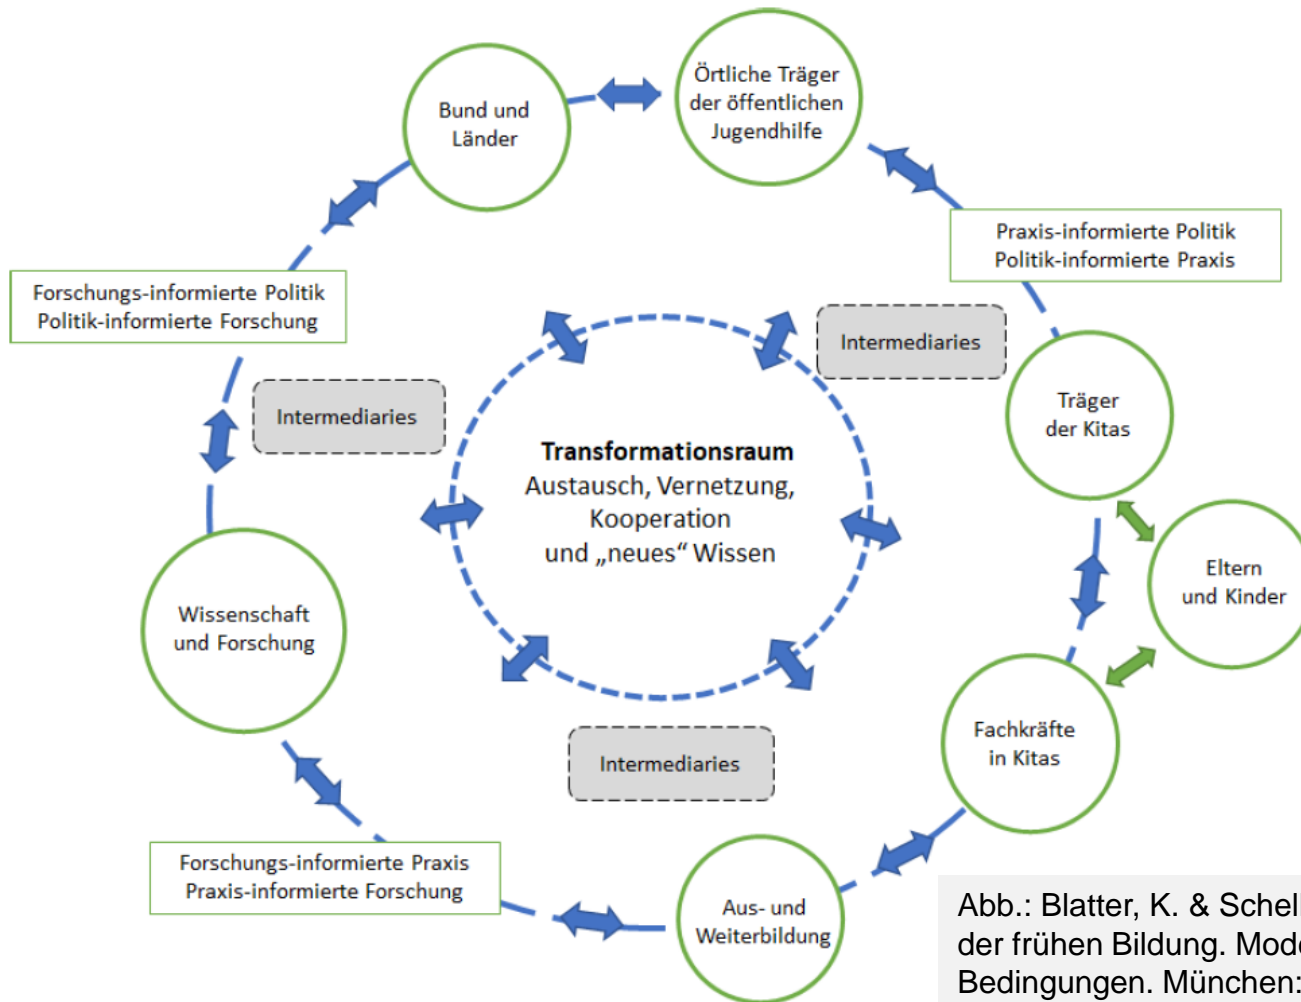 Bund und
Länder
Örtliche Träger
der öffentlichen
Jugendhilfe
Praxis-informierte Politik
Politik-informierte Praxis
Forschungs-informierte Politik
Politik-informierte Forschung
Intermediaries
Intermediaries
Träger
der Kitas
Transformationsraum
Austausch, Vernetzung,
Kooperation
und „neues“ Wissen
Eltern
und Kinder
Wissenschaft
und Forschung
Fachkräfte
in Kitas
Intermediaries
Forschungs-informierte Praxis
Praxis-informierte Forschung
Aus- und
Weiterbildung
Abb.: Blatter, K. &
der frühen Bildung.
Bedingungen. München: